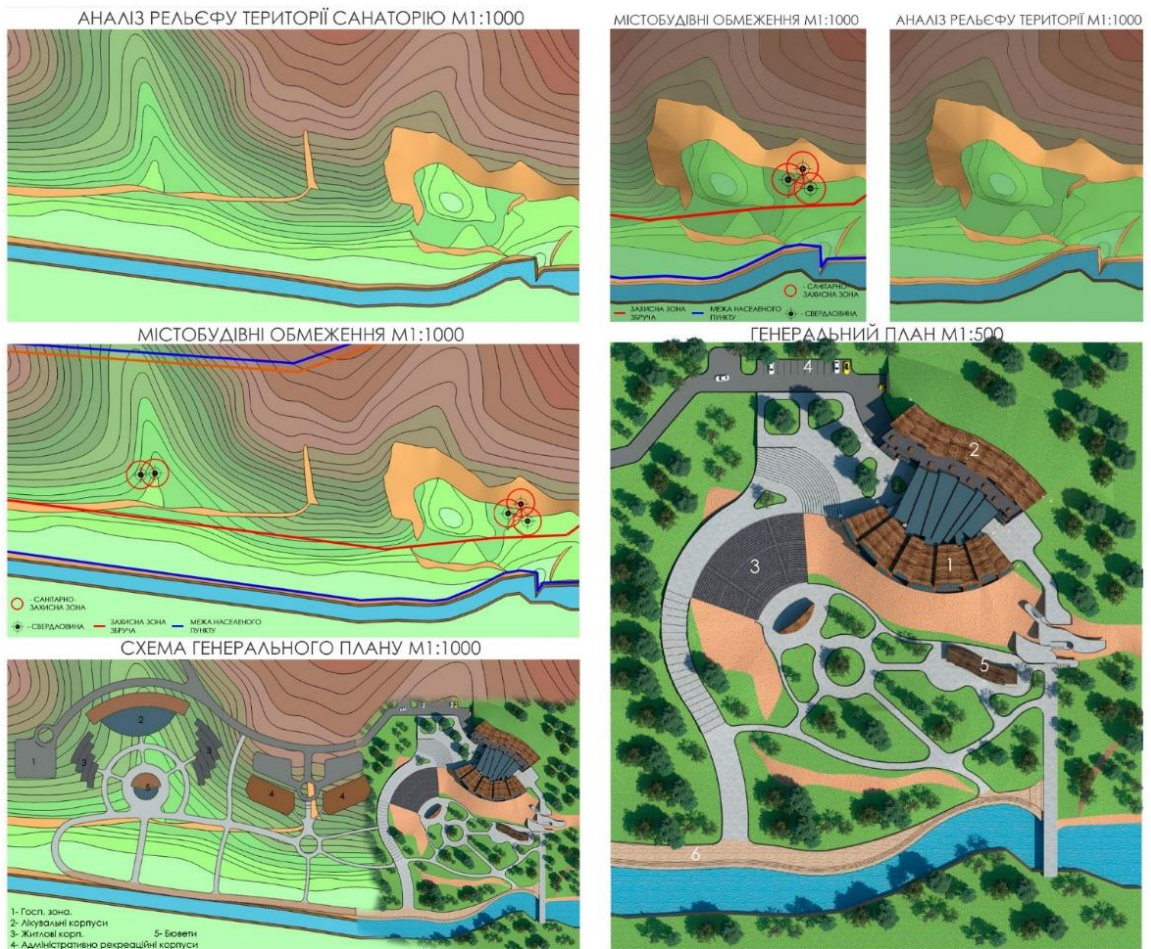 АНАЛІЗ РЕЛЬЄФУ ТЕРИТОРІЇ САНАТОРІЮ М1:1000
МІСТОБУДІВНІ ОБМЕЖЕННЯ М1:1000
СХЕМА ГЕНЕРАЛЬНОГО ПЛАНУ М1:1000
- САНІТАРНО-
ЗАХИСНА ЗОНА
- СВЕРДЛОВИНА
ЗАХИСНА ЗОНА
ЗБРУЧА
МЕЖА НАСЕЛЕНОГО
ПУНКТУ
1
2
3
3
5
4
4
1- Госп. зона.
2- Лікувальні корпуси
3- Житлові корп.
5- Бювети
4- Адміністративно рекреаційні корпуси
МІСТОБУДІВНІ ОБМЕЖЕННЯ М1:1000
АНАЛІЗ РЕЛЬЄФУ ТЕРИТОРІЇ М1:1000
- САНІТАРНО-
ЗАХИСНА ЗОНА
ЗАХИСНА ЗОНА
ЗБРУЧА
МЕЖА НАСЕЛЕНОГО
ПУНКТУ
- СВЕРДЛОВИНА
ГЕНЕРАЛЬНИЙ ПЛАН М1:500
4
2
1
3
5
6